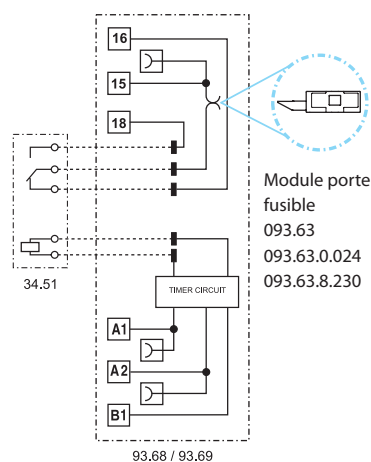 16
15
18
Module porte
fusible
093.63
093.63.0.024
093.63.8.230
34.51
TIMER CIRCUIT
A1
A2
B1
93.68 / 93.69